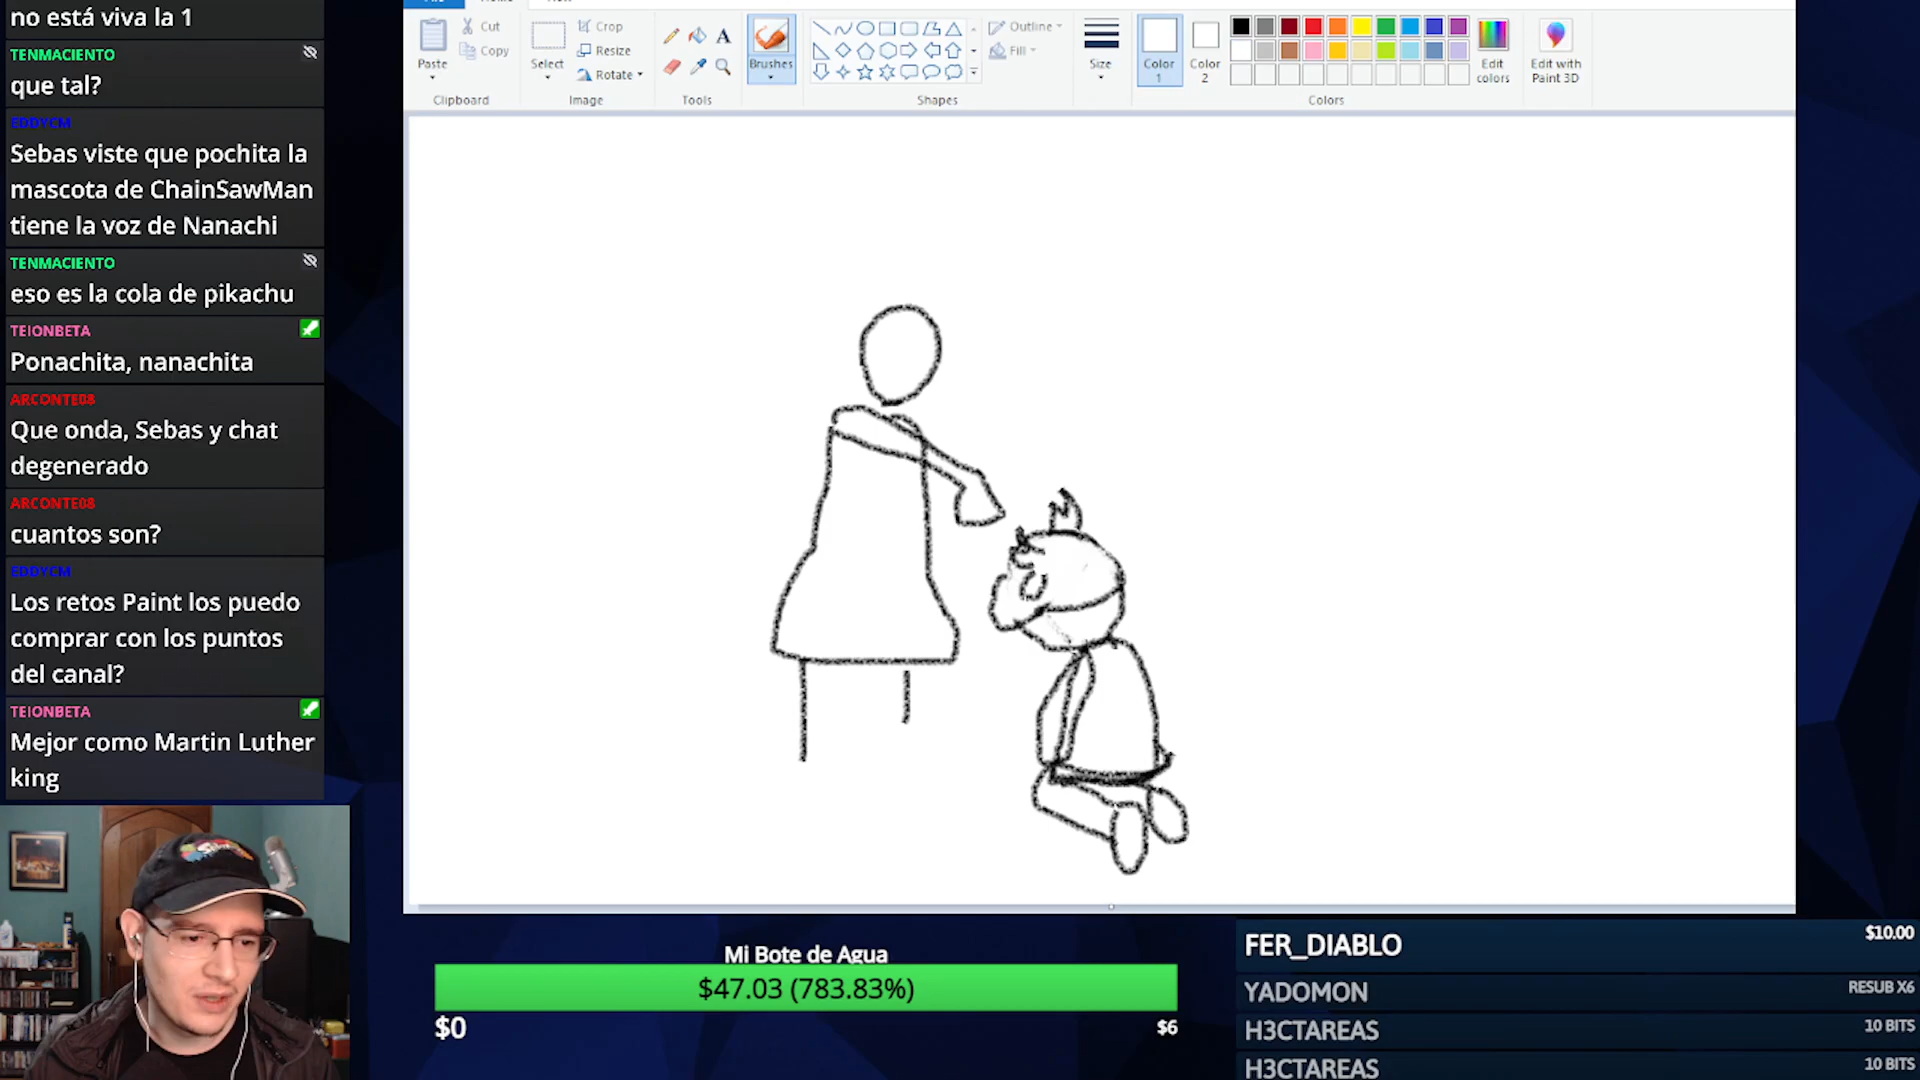 no está viva la 1
TENMACIENTO
que tal?
EDDYCM
Sebas viste que pochita la
mascota de ChainSawMan
tiene la voz de Nanachi
TENMACIENTO
eso es la cola de pikachu
TEIONBETA
Ponachita, nanachita
ARCONTE08
Que onda, Sebas y chat
degenerado
ARCONTE08
cuantos son?
EDDYCM
Los retos Paint los puedo
comprar con los puntos
del canal?
TEIONBETA
Mejor como Martin Luther
king
Paste
Cut
Copy
Clipboard
Select
Crop
Resize
Rotate
Image
A
Tools
Brushes
Outline
Fill
Shapes
Size
Color
1
Color
2
Colors
Edit
colors
Edit with
Paint 3D
Mi Bote de Agua
$47.03 (783.83%)
$0
$6
FER_DIABLO
$10.00
YADOMON
RESUB X6
H3CTAREAS
10 BITS
H3CTAREAS
10 BITS